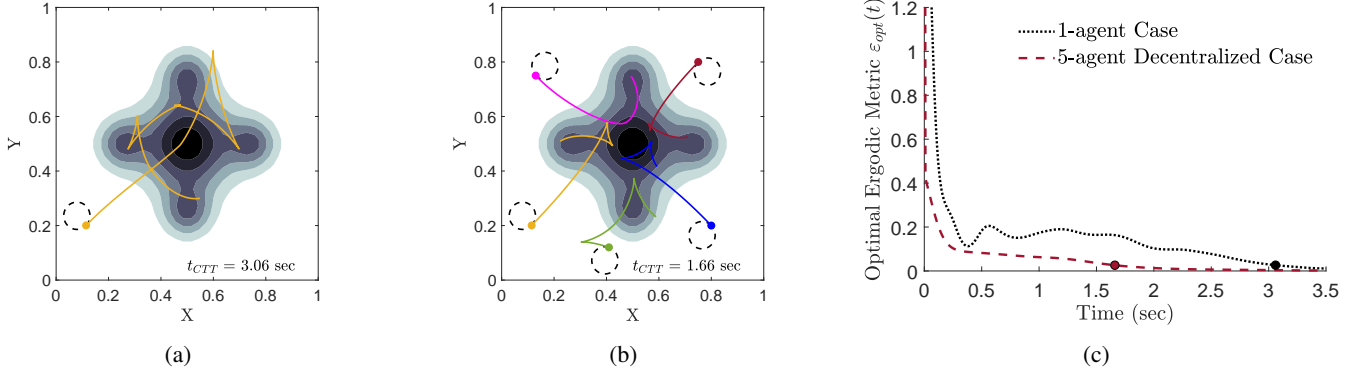 1
0.8
0.6
0.4
0.2
0
Y
0 0.2 0.4 0.6 0.8 1
X
t_CTT = 3.06 sec
(a)
1
0.8
0.6
0.4
0.2
0
Y
0 0.2 0.4 0.6 0.8 1
X
t_CTT = 1.66 sec
(b)
Optimal Ergodic Metric ε_opt(t)
1.2
1
0.8
0.6
0.4
0.2
0
1-agent Case
5-agent Decentralized Case
0 0.5 1 1.5 2 2.5 3 3.5
Time (sec)
(c)